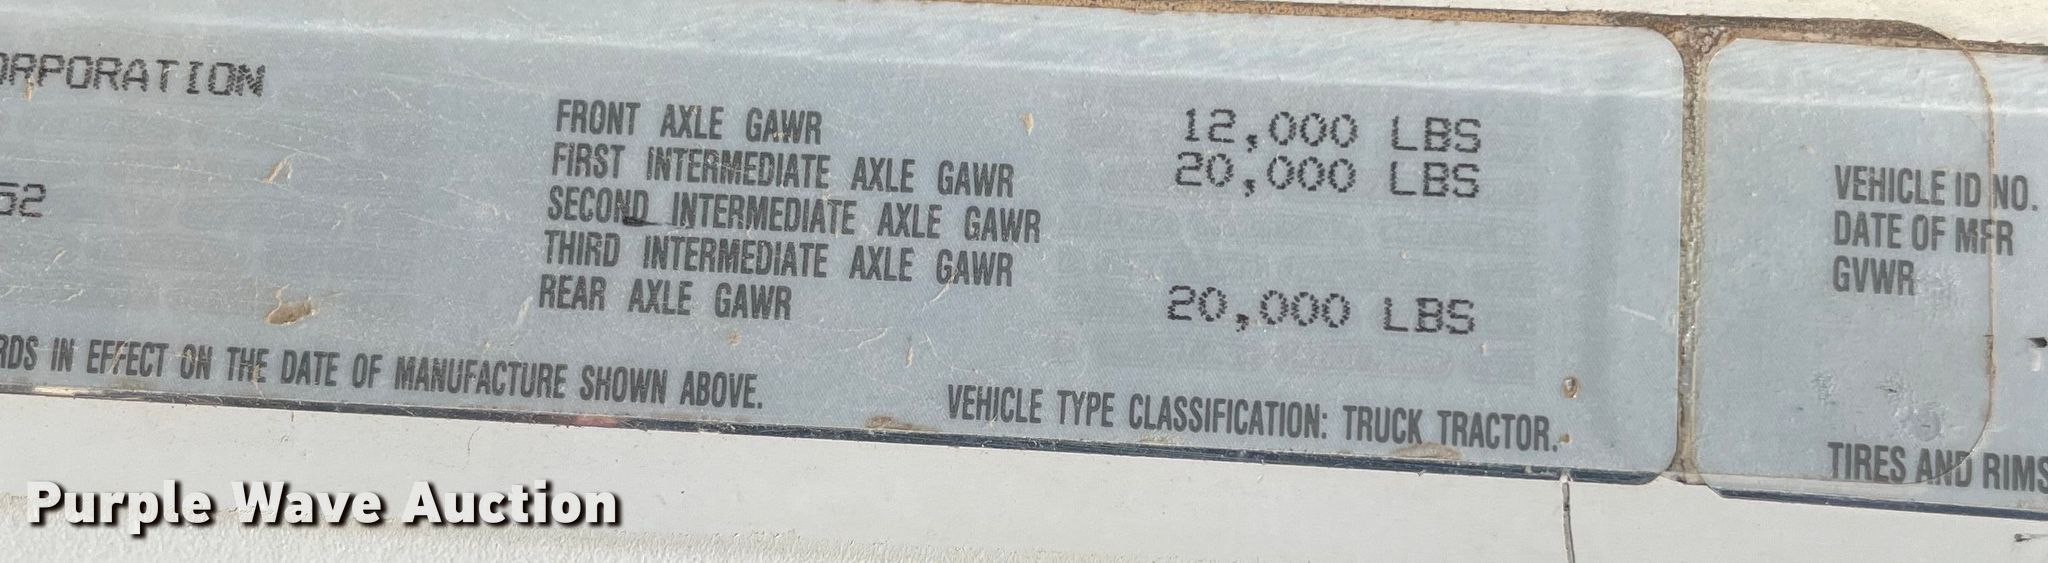 ORPORATION
52
FRONT AXLE GAWR 12,000 LBS
FIRST INTERMEDIATE AXLE GAWR 20,000 LBS
SECOND INTERMEDIATE AXLE GAWR
THIRD INTERMEDIATE AXLE GAWR
REAR AXLE GAWR 20,000 LBS
RDS IN EFFECT ON THE DATE OF MANUFACTURE SHOWN ABOVE.
VEHICLE TYPE CLASSIFICATION: TRUCK TRACTOR.
VEHICLE ID NO.
DATE OF MFR
GVWR
TIRES AND RIMS
Purple Wave Auction